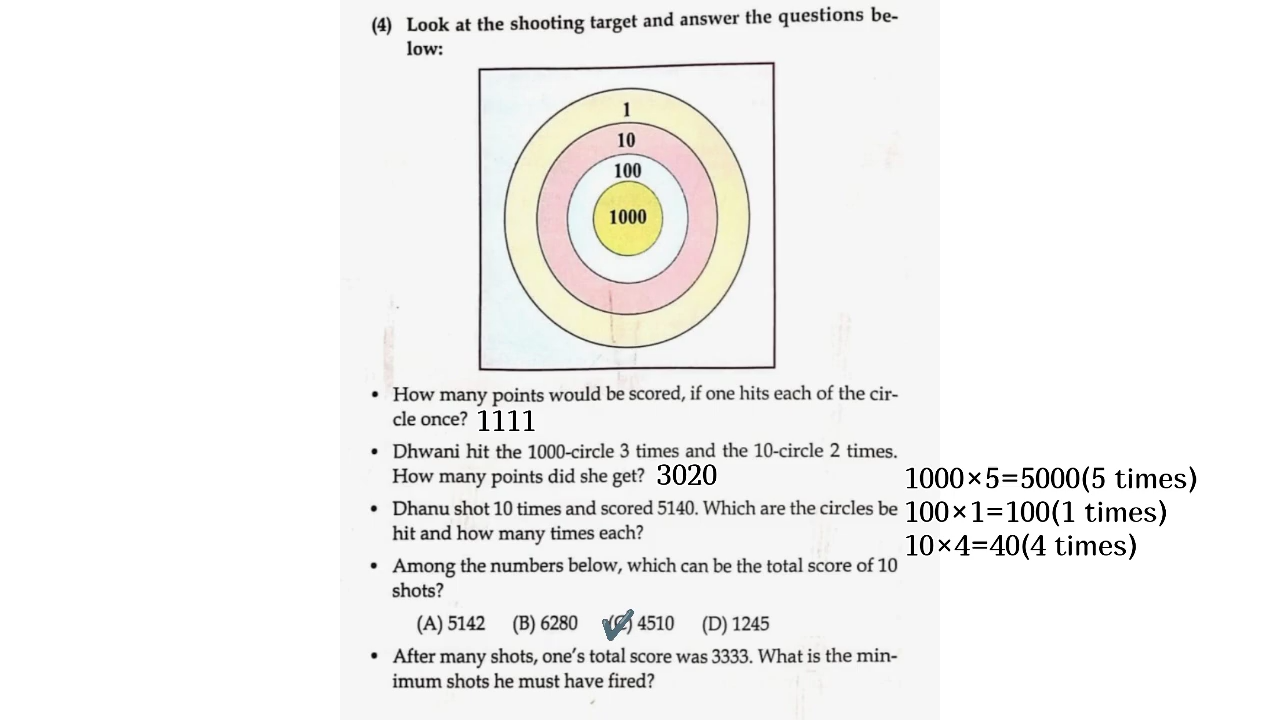 (4) Look at the shooting target and answer the questions be-
low:
1
10
100
1000
• How many points would be scored, if one hits each of the cir-
cle once? 1111
• Dhwani hit the 1000-circle 3 times and the 10-circle 2 times.
How many points did she get? 3020
• Dhanu shot 10 times and scored 5140. Which are the circles be
hit and how many times each?
1000×5=5000(5 times)
100×1=100(1 times)
10×4=40(4 times)
• Among the numbers below, which can be the total score of 10
shots?
(A) 5142 (B) 6280 (C) 4510 (D) 1245
• After many shots, one's total score was 3333. What is the min-
imum shots he must have fired?